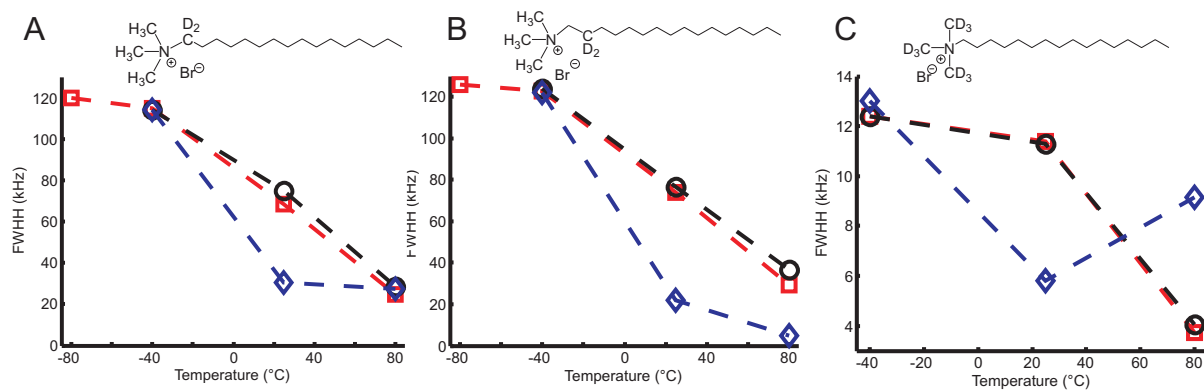 A
B
C
H3C
D2
C
H3C
N
⊕
H3C
Br⊖
H3C
H3C
N
C
⊕
D2
H3C
Br⊖
CD3
D3C
N
⊕
Br⊖
CD3
FWHH (kHz)
120
100
80
60
40
20
0
-80
-40
0
40
80
Temperature (°C)
FWHH (kHz)
120
100
80
60
40
20
0
-80
-40
0
40
80
Temperature (°C)
FWHH (kHz)
14
12
10
8
6
4
-40
-20
0
20
40
60
80
Temperature (°C)